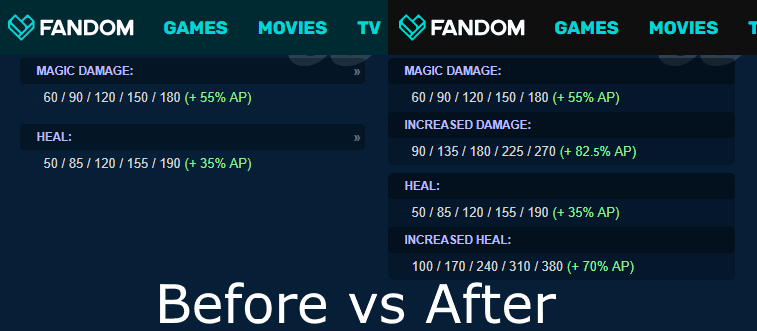 FANDOM GAMES MOVIES TV
MAGIC DAMAGE: »
60 / 90 / 120 / 150 / 180 (+ 55% AP)
HEAL: »
50 / 85 / 120 / 155 / 190 (+ 35% AP)
FANDOM GAMES MOVIES T
MAGIC DAMAGE:
60 / 90 / 120 / 150 / 180 (+ 55% AP)
INCREASED DAMAGE:
90 / 135 / 180 / 225 / 270 (+ 82.5% AP)
HEAL:
50 / 85 / 120 / 155 / 190 (+ 35% AP)
INCREASED HEAL:
100 / 170 / 240 / 310 / 380 (+ 70% AP)
Before vs After